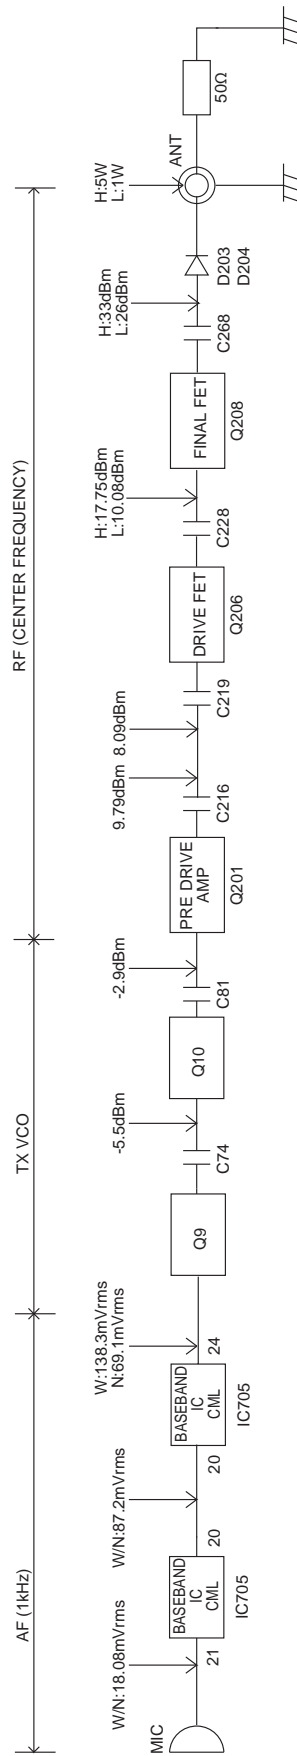 AF (1kHz)
TX VCO
RF (CENTER FREQUENCY)
W/N:18.08mVrms
W/N:87.2mVrms
W:138.3mVrms
N:69.1mVrms
-5.5dBm
-2.9dBm
9.79dBm
8.09dBm
H:17.75dBm
L:10.08dBm
H:33dBm
L:26dBm
H:5W
L:1W
MIC
21
BASEBAND
IC
CML
IC705
20
20
BASEBAND
IC
CML
IC705
24
Q9
C74
Q10
C81
PRE DRIVE
AMP
Q201
C216
C219
DRIVE FET
Q206
C228
FINAL FET
Q208
C268
D203
D204
ANT
50Ω